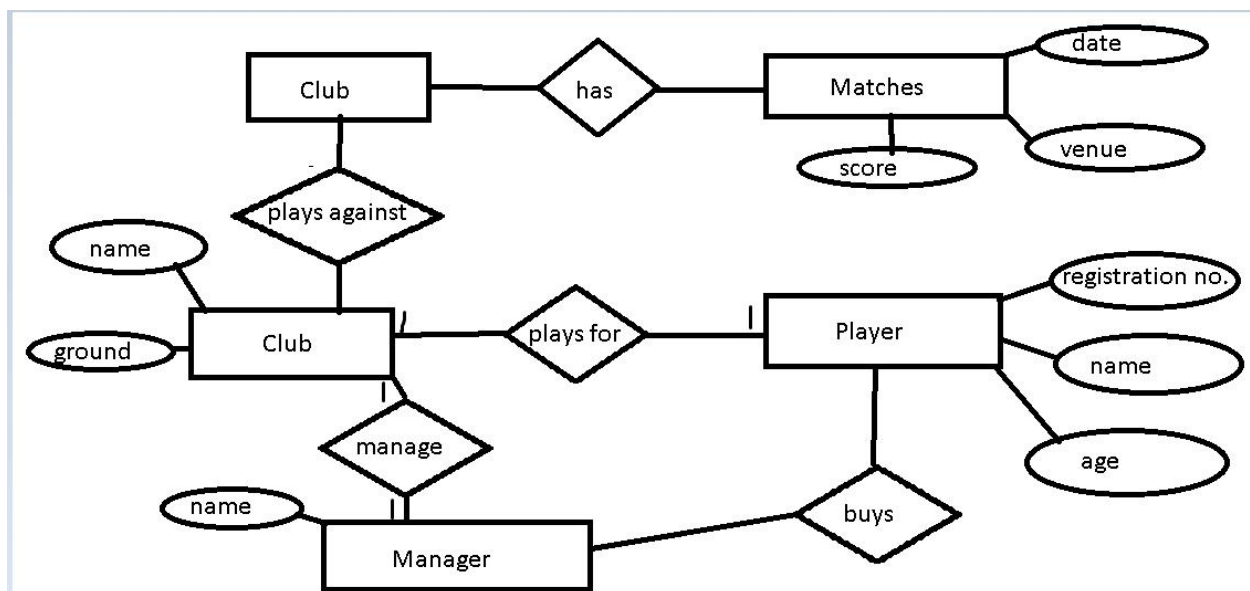 date
Club
has
Matches
venue
score
plays against
name
registration no.
plays for
Player
Club
ground
name
manage
age
name
buys
Manager